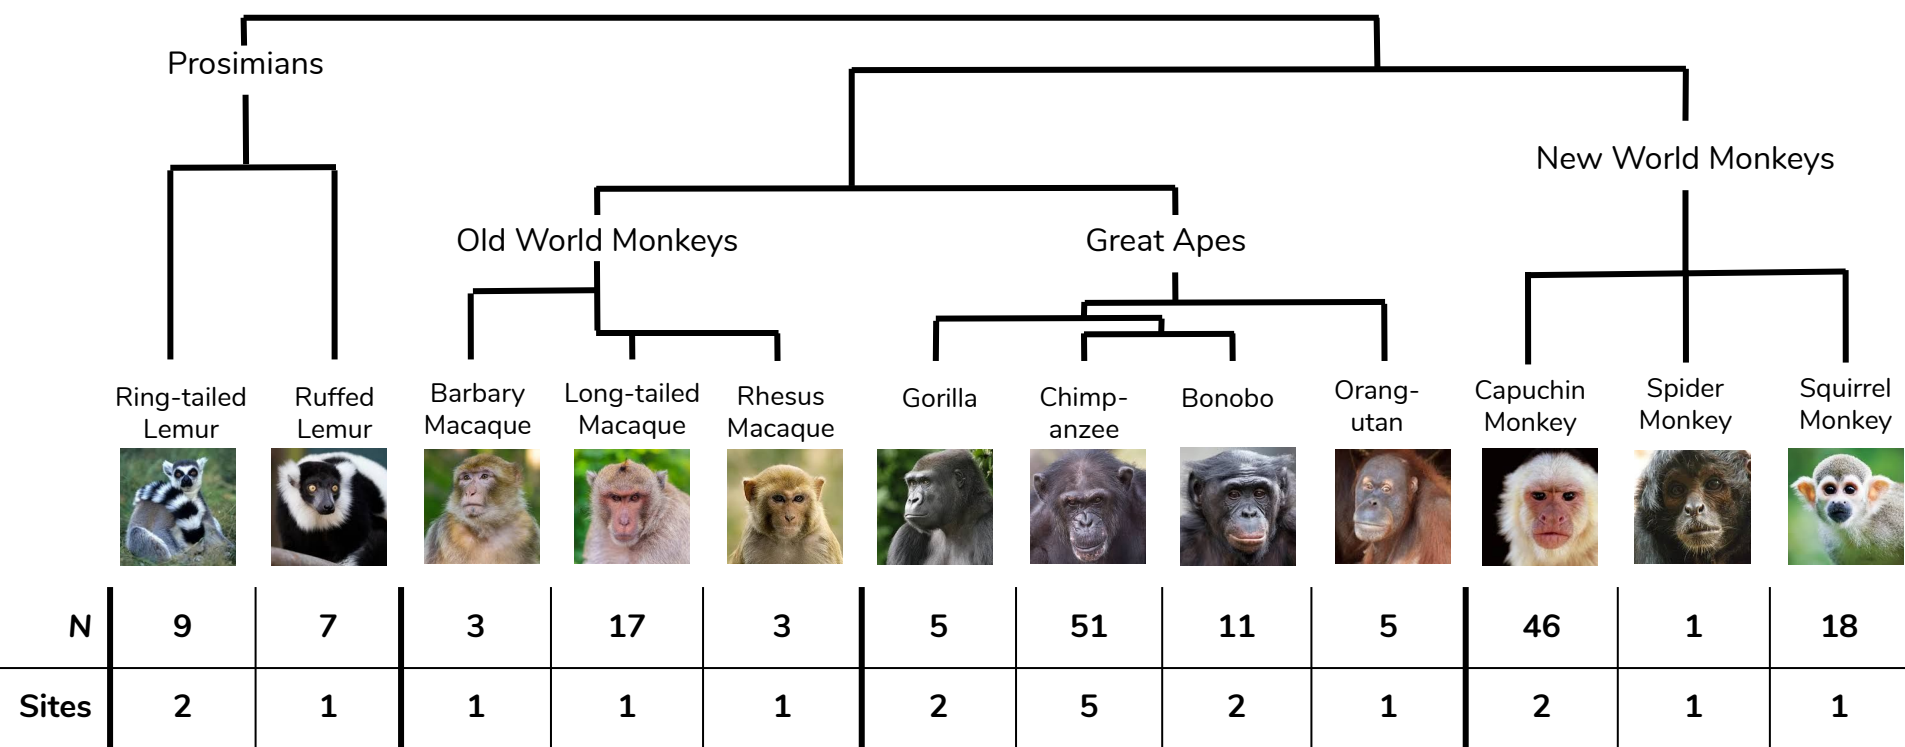 Prosimians
New World Monkeys
Old World Monkeys
Great Apes
Ring-tailed
Lemur
Ruffed
Lemur
Barbary
Macaque
Long-tailed
Macaque
Rhesus
Macaque
Gorilla
Chimp-
anzee
Bonobo
Orang-
utan
Capuchin
Monkey
Spider
Monkey
Squirrel
Monkey
N 9 7 3 17 3 5 51 11 5 46 1 18
Sites 2 1 1 1 1 2 5 2 1 2 1 1